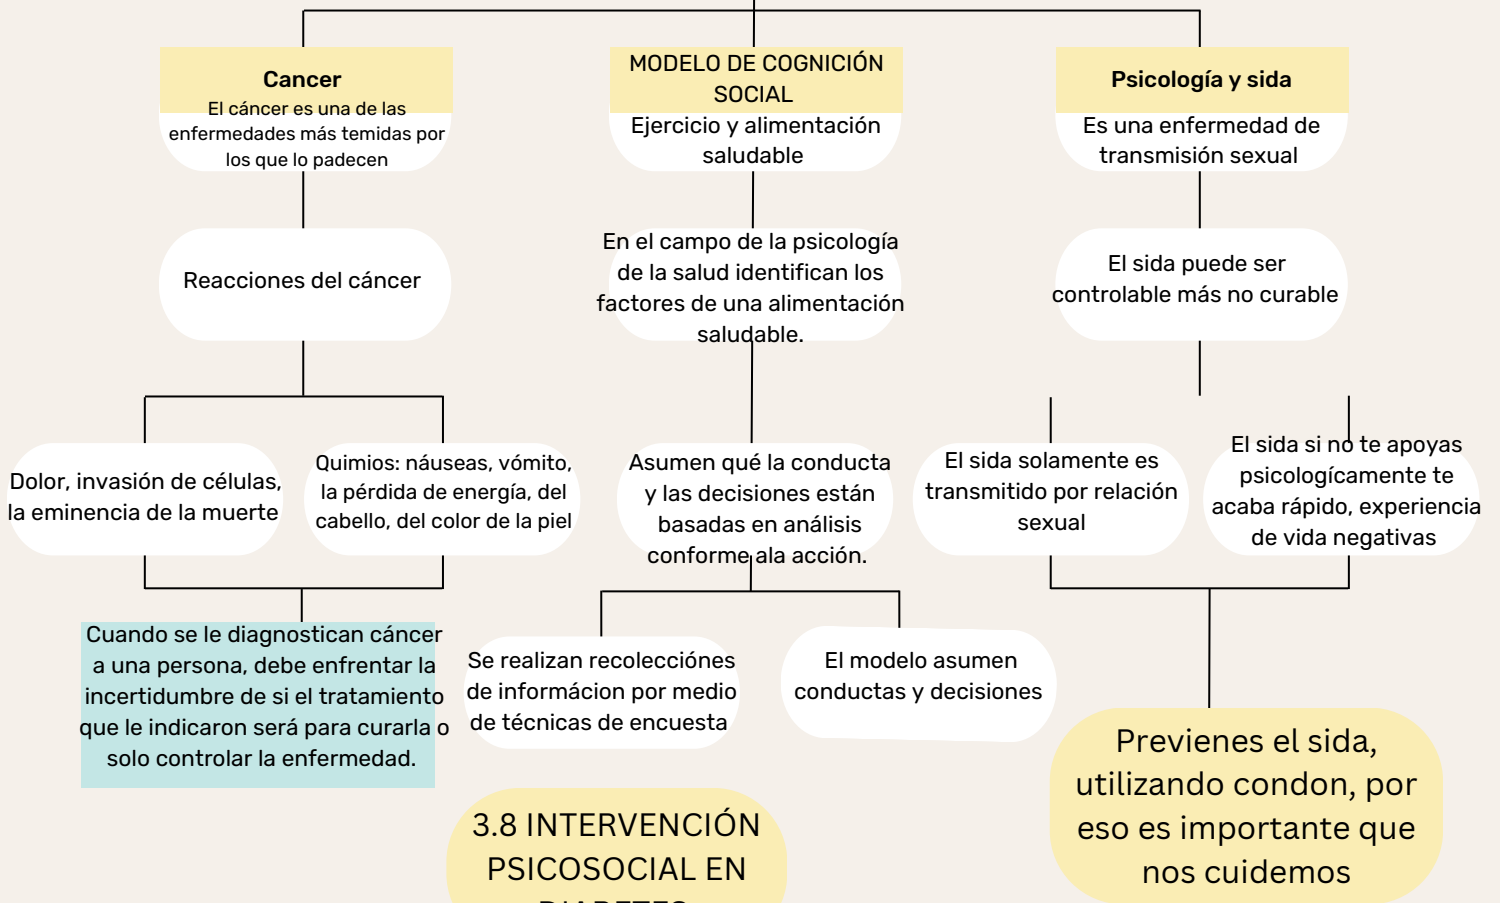 Cancer
El cáncer es una de las
enfermedades más temidas por
los que lo padecen
Reacciones del cáncer
Dolor, invasión de células,
la eminencia de la muerte
Quimios: náuseas, vómito,
la pérdida de energía, del
cabello, del color de la piel
Cuando se le diagnostican cáncer
a una persona, debe enfrentar la
incertidumbre de si el tratamiento
que le indicaron será para curarla o
solo controlar la enfermedad.
MODELO DE COGNICIÓN
SOCIAL
Ejercicio y alimentación
saludable
En el campo de la psicología
de la salud identifican los
factores de una alimentación
saludable.
Asumen qué la conducta
y las decisiones están
basadas en análisis
conforme ala acción.
Se realizan recolecciónes
de informácion por medio
de técnicas de encuesta
El modelo asumen
conductas y decisiones
Psicología y sida
Es una enfermedad de
transmisión sexual
El sida puede ser
controlable más no curable
El sida solamente es
transmitido por relación
sexual
El sida si no te apoyas
psicologícamente te
acaba rápido, experiencia
de vida negativas
Previenes el sida,
utilizando condon, por
eso es importante que
nos cuidemos
3.8 INTERVENCIÓN
PSICOSOCIAL EN
DIABETES